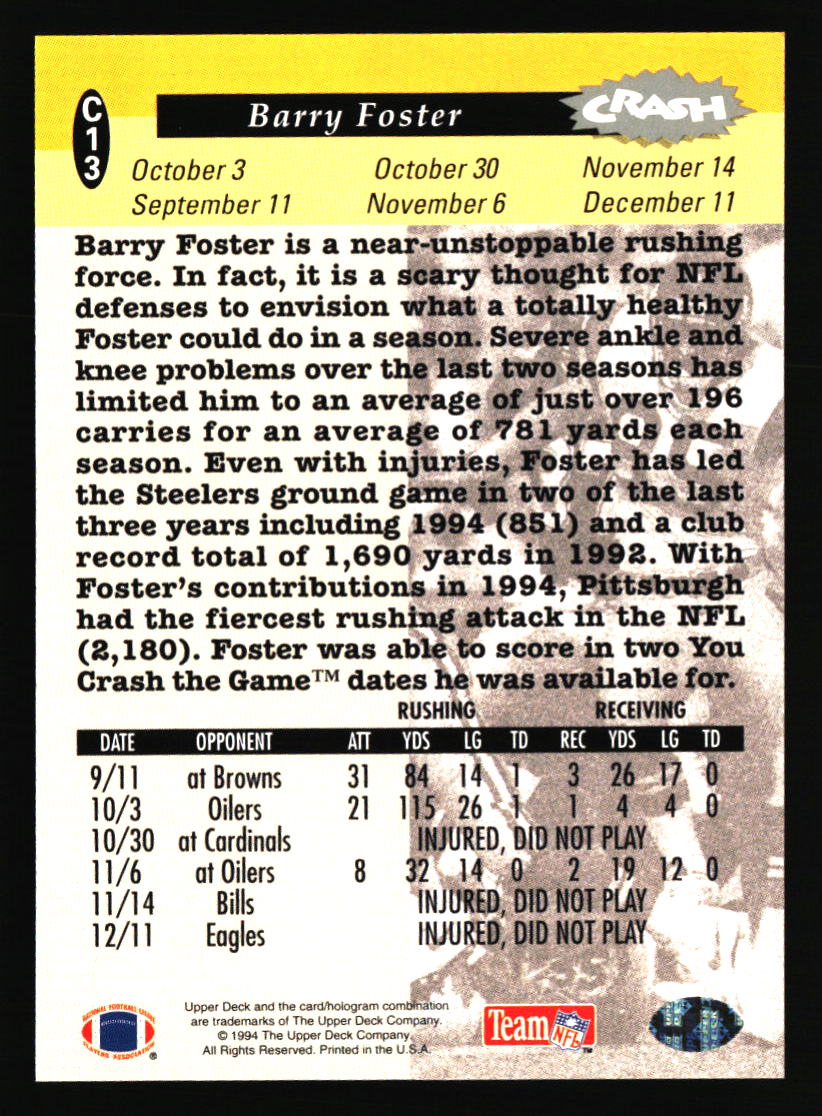 C13
Barry Foster
CRASH
October 3 October 30 November 14
September 11 November 6 December 11
Barry Foster is a near-unstoppable rushing
force. In fact, it is a scary thought for NFL
defenses to envision what a totally healthy
Foster could do in a season. Severe ankle and
knee problems over the last two seasons has
limited him to an average of just over 196
carries for an average of 781 yards each
season. Even with injuries, Foster has led
the Steelers ground game in two of the last
three years including 1994 (851) and a club
record total of 1,690 yards in 1992. With
Foster's contributions in 1994, Pittsburgh
had the fiercest rushing attack in the NFL
(2,180). Foster was able to score in two You
Crash the Game™ dates he was available for.
RUSHING RECEIVING
DATE OPPONENT ATT YDS LG TD REC YDS LG TD
9/11 at Browns 31 84 14 1 3 26 17 0
10/3 Oilers 21 115 26 1 1 4 4 0
10/30 at Cardinals INJURED, DID NOT PLAY
11/6 at Oilers 8 32 14 0 2 19 12 0
11/14 Bills INJURED, DID NOT PLAY
12/11 Eagles INJURED, DID NOT PLAY
NATIONAL FOOTBALL LEAGUE
PLAYERS ASSOCIATION ®
Upper Deck and the card/hologram combination
are trademarks of The Upper Deck Company.
© 1994 The Upper Deck Company.
All Rights Reserved. Printed in the U.S.A.
Team NFL™